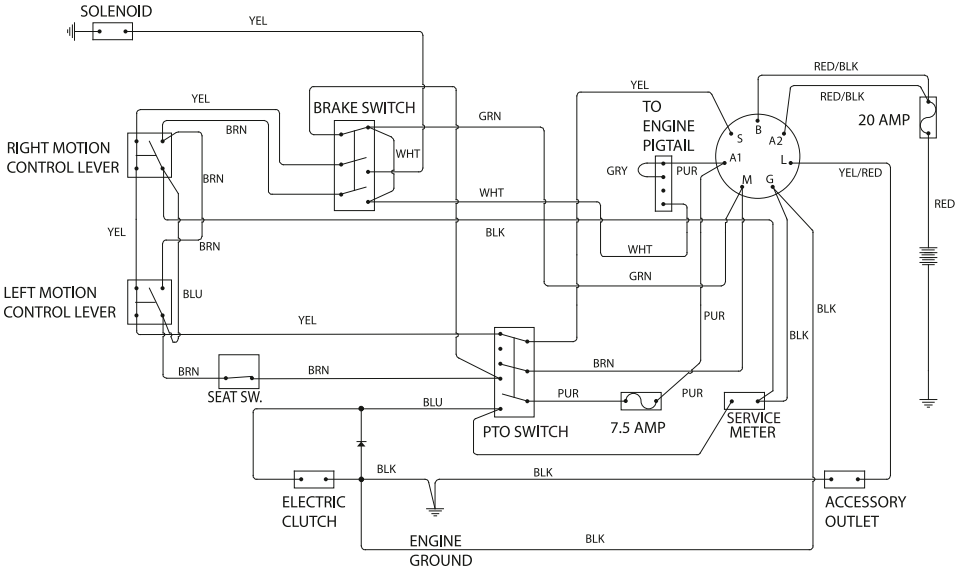 SOLENOID
YEL
RED/BLK
YEL
TO
ENGINE
PIGTAIL
RED/BLK
YEL
BRAKE SWITCH
GRN
20 AMP
B
S
A2
BRN
RIGHT MOTION
CONTROL LEVER
WHT
GRY
PUR
A1
L
YEL/RED
BRN
M
G
WHT
RED
YEL
BLK
BRN
WHT
GRN
LEFT MOTION
CONTROL LEVER
BLU
BLK
PUR
YEL
BLK
BRN
BRN
BRN
SEAT SW.
BLU
PUR
PUR
PTO SWITCH
7.5 AMP
SERVICE
METER
BLK
BLK
ELECTRIC
CLUTCH
ACCESSORY
OUTLET
ENGINE
GROUND
BLK